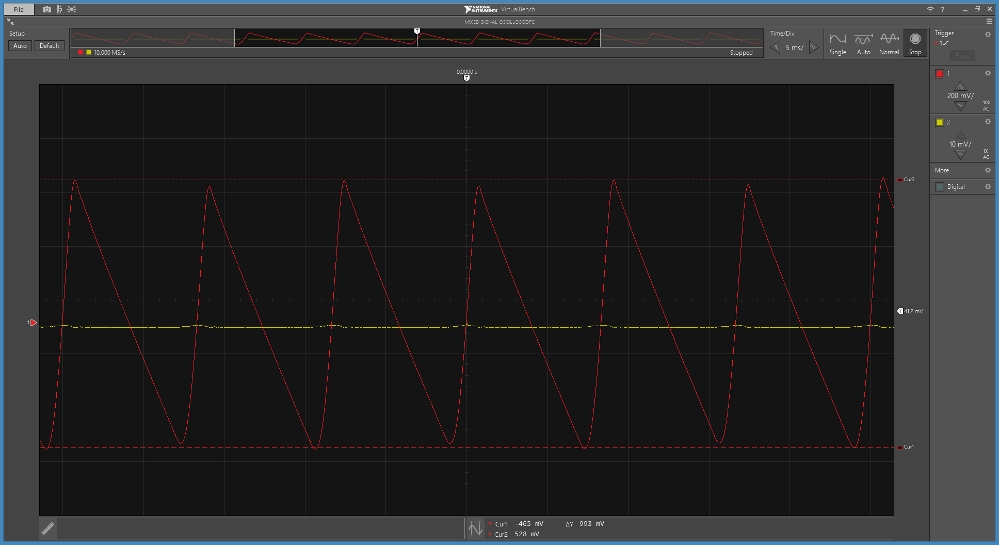 File
NATIONAL INSTRUMENTS VirtualBench
?
MIXED SIGNAL OSCILLOSCOPE
Setup
Auto Default
T
10.000 MS/s
Stopped
Time/Div
5 ms/
Single Auto Normal Stop
Trigger
1
Force
0.0000 s
T
1
200 mV/
10X
AC
2
10 mV/
1X
AC
More
Digital
Cur2
1
T 41.2 mV
Cur1
Cur1 -465 mV ΔY 993 mV
Cur2 528 mV